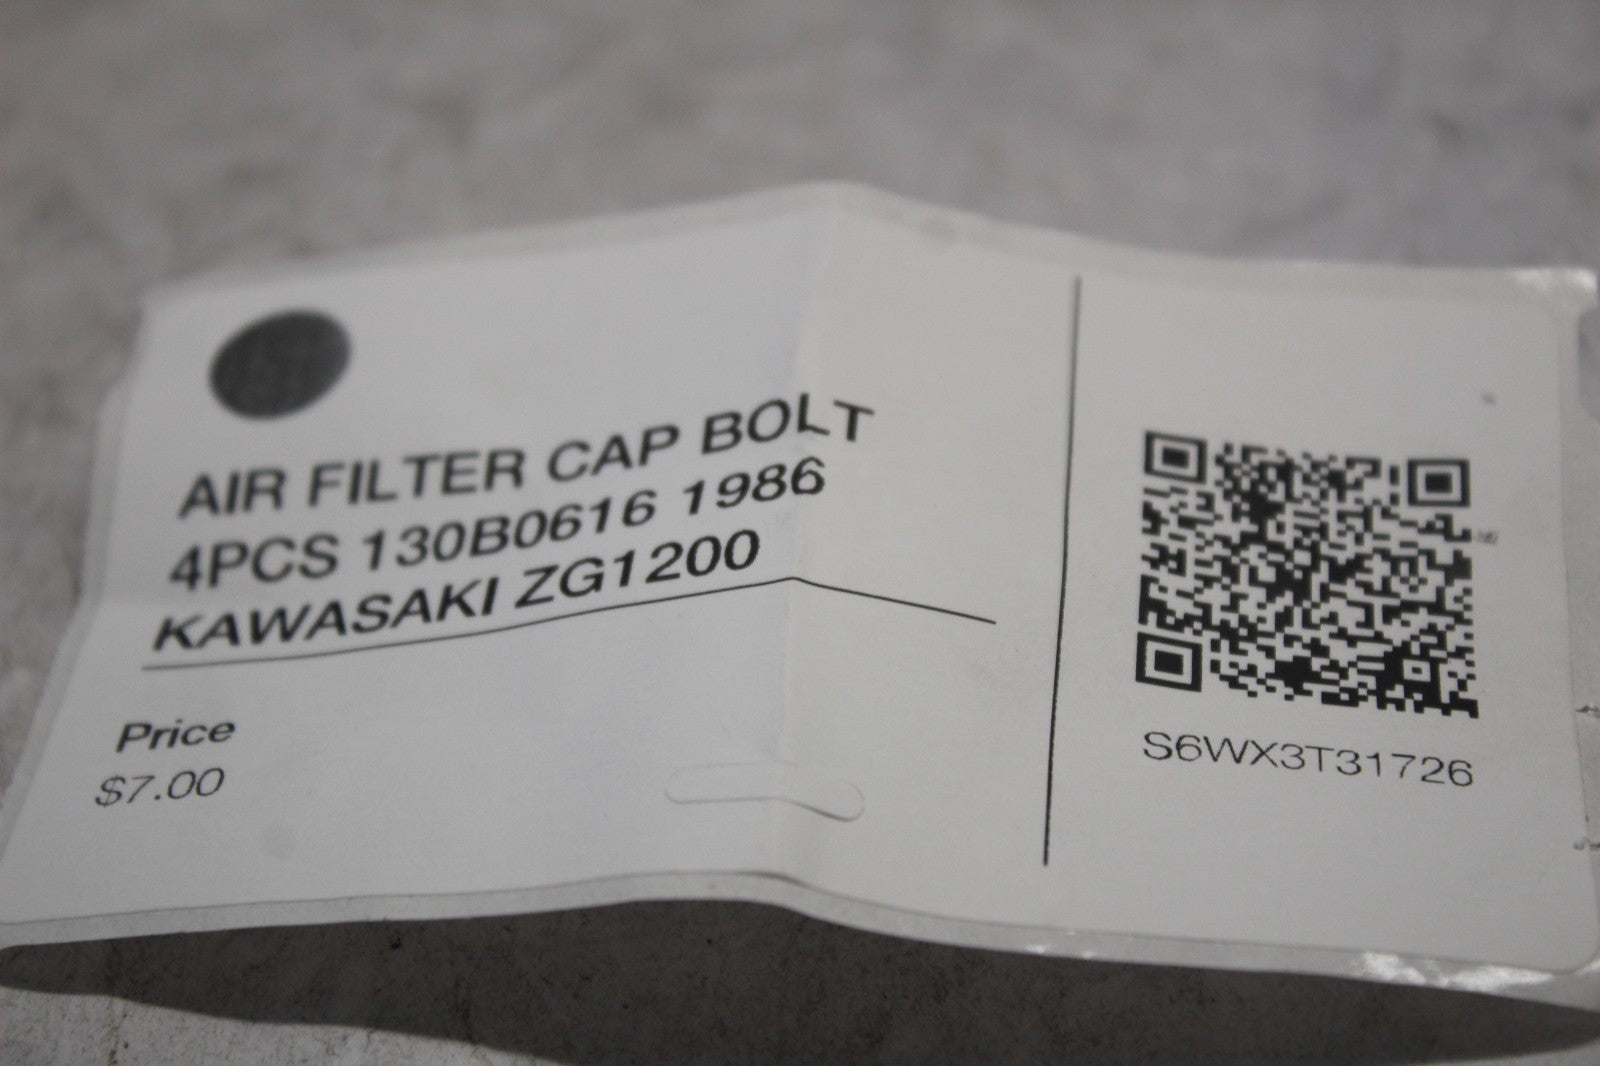 AIR FILTER CAP BOLT
4PCS 130B0616 1986
KAWASAKI ZG1200
Price
$7.00
S6WX3T31726